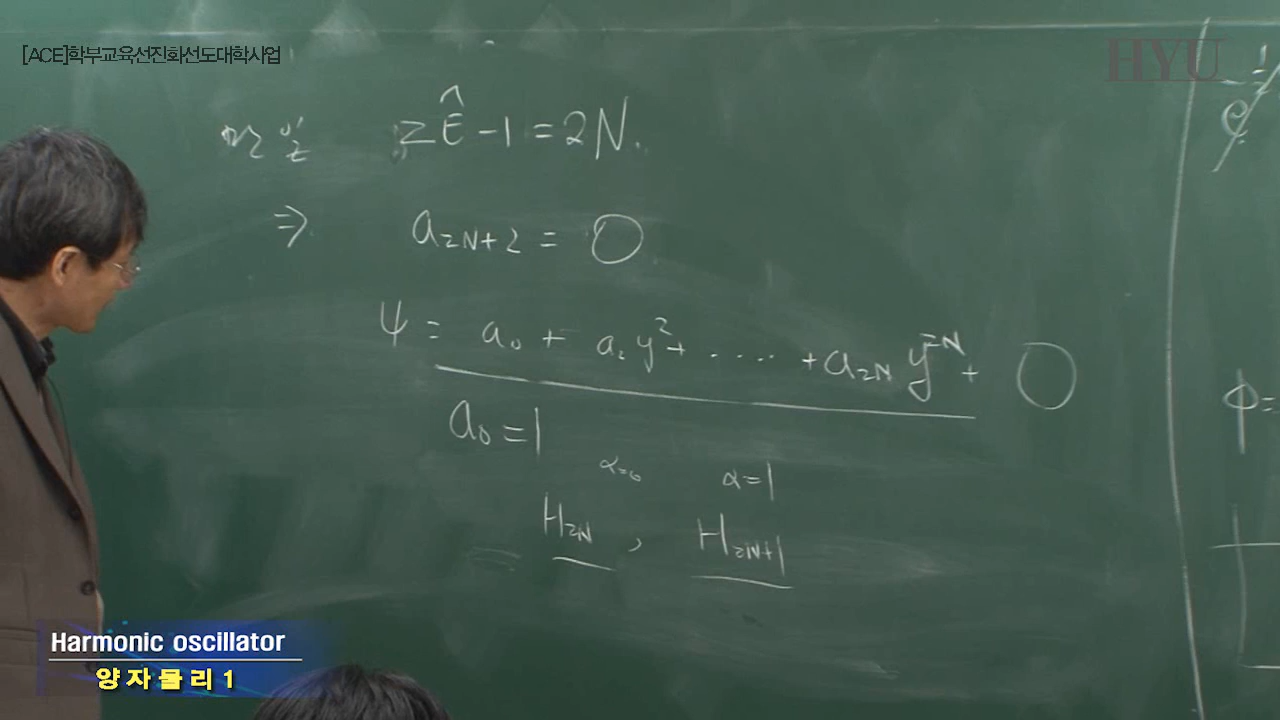 [ACE]학부교육선진화선도대학사업
HYU
만일 2Ê-1=2N.
⇒ a₂N+2 = 0
ψ = a₀ + a₂y² + ····· + a₂N y²ᴺ + 0
a₀=1
α=0 α=1
H₂N , H₂N+1
φ=
Harmonic oscillator
양자물리1